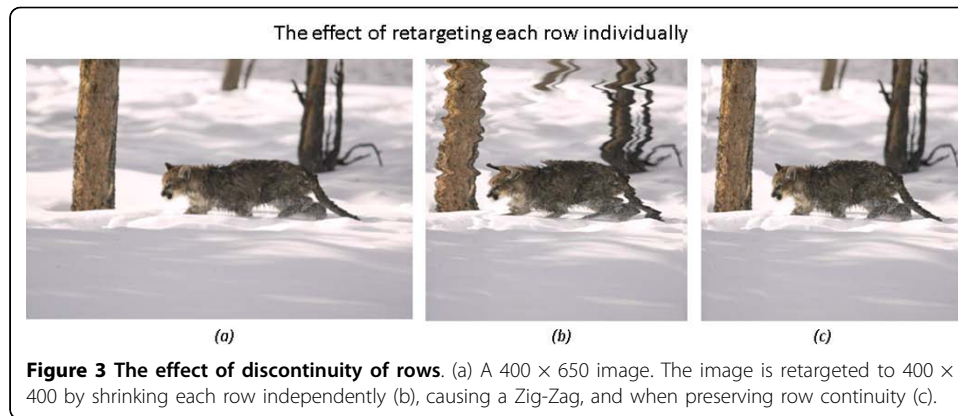 The effect of retargeting each row individually
(a) (b) (c)
Figure 3 The effect of discontinuity of rows. (a) A 400 × 650 image. The image is retargeted to 400 ×
400 by shrinking each row independently (b), causing a Zig-Zag, and when preserving row continuity (c).